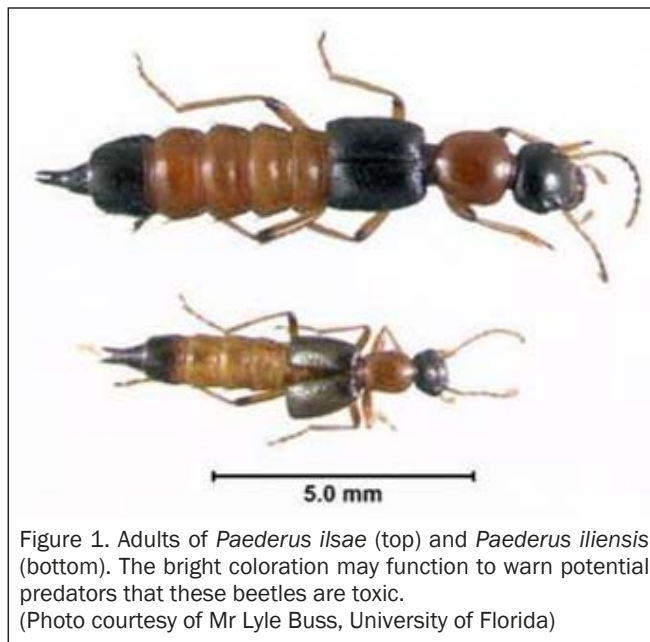 5.0 mm
Figure 1. Adults of Paederus ilsae (top) and Paederus iliensis
(bottom). The bright coloration may function to warn potential
predators that these beetles are toxic.
(Photo courtesy of Mr Lyle Buss, University of Florida)